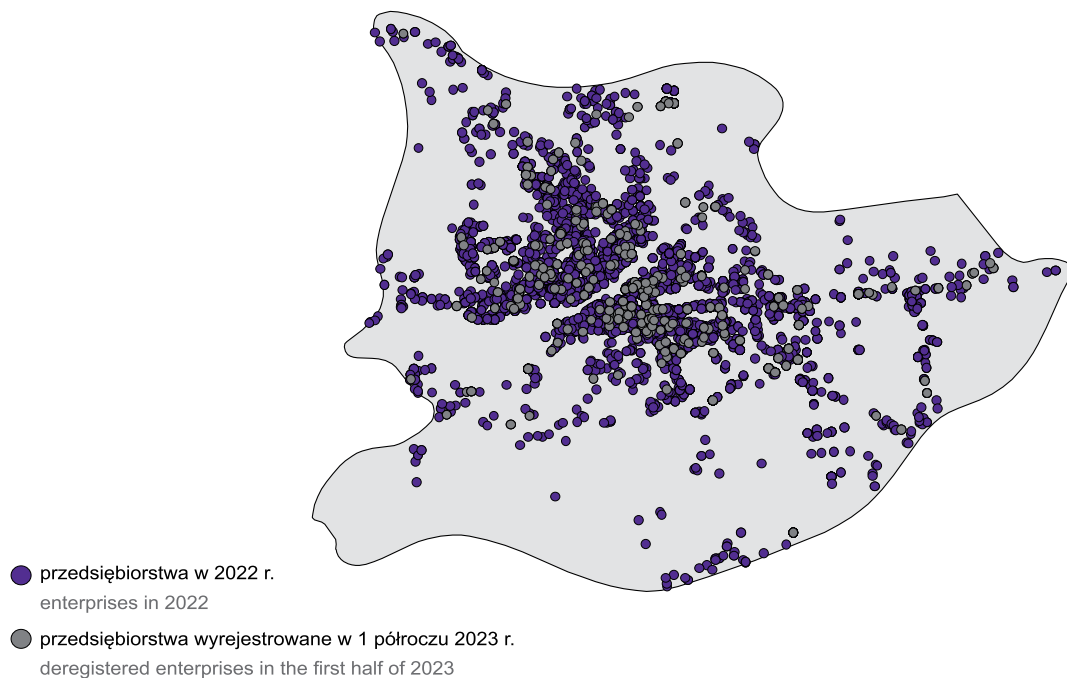 przedsiębiorstwa w 2022 r.
enterprises in 2022
przedsiębiorstwa wyrejestrowane w 1 półroczu 2023 r.
deregistered enterprises in the first half of 2023